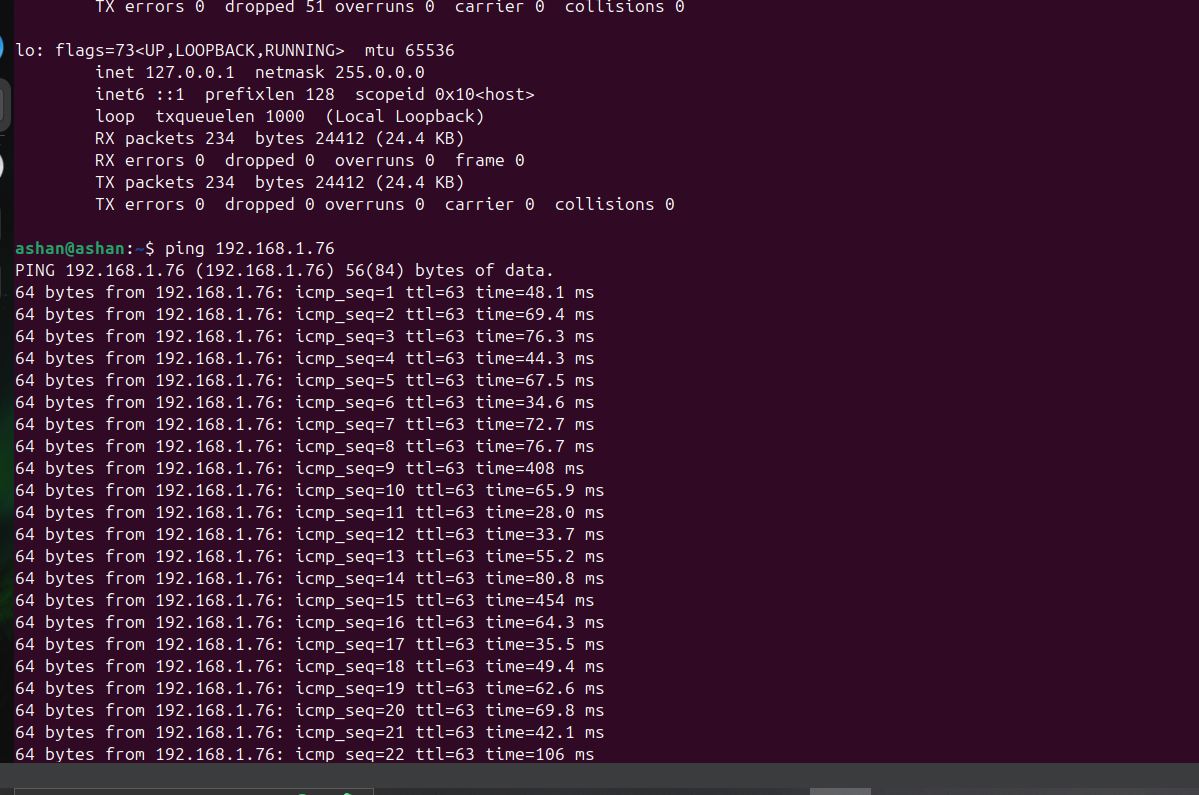 TX errors 0  dropped 51 overruns 0  carrier 0  collisions 0
lo: flags=73<UP,LOOPBACK,RUNNING>  mtu 65536
inet 127.0.0.1  netmask 255.0.0.0
inet6 ::1  prefixlen 128  scopeid 0x10<host>
loop  txqueuelen 1000  (Local Loopback)
RX packets 234  bytes 24412 (24.4 KB)
RX errors 0  dropped 0  overruns 0  frame 0
TX packets 234  bytes 24412 (24.4 KB)
TX errors 0  dropped 0 overruns 0  carrier 0  collisions 0
ashan@ashan:~$ ping 192.168.1.76
PING 192.168.1.76 (192.168.1.76) 56(84) bytes of data.
64 bytes from 192.168.1.76: icmp_seq=1 ttl=63 time=48.1 ms
64 bytes from 192.168.1.76: icmp_seq=2 ttl=63 time=69.4 ms
64 bytes from 192.168.1.76: icmp_seq=3 ttl=63 time=76.3 ms
64 bytes from 192.168.1.76: icmp_seq=4 ttl=63 time=44.3 ms
64 bytes from 192.168.1.76: icmp_seq=5 ttl=63 time=67.5 ms
64 bytes from 192.168.1.76: icmp_seq=6 ttl=63 time=34.6 ms
64 bytes from 192.168.1.76: icmp_seq=7 ttl=63 time=72.7 ms
64 bytes from 192.168.1.76: icmp_seq=8 ttl=63 time=76.7 ms
64 bytes from 192.168.1.76: icmp_seq=9 ttl=63 time=408 ms
64 bytes from 192.168.1.76: icmp_seq=10 ttl=63 time=65.9 ms
64 bytes from 192.168.1.76: icmp_seq=11 ttl=63 time=28.0 ms
64 bytes from 192.168.1.76: icmp_seq=12 ttl=63 time=33.7 ms
64 bytes from 192.168.1.76: icmp_seq=13 ttl=63 time=55.2 ms
64 bytes from 192.168.1.76: icmp_seq=14 ttl=63 time=80.8 ms
64 bytes from 192.168.1.76: icmp_seq=15 ttl=63 time=454 ms
64 bytes from 192.168.1.76: icmp_seq=16 ttl=63 time=64.3 ms
64 bytes from 192.168.1.76: icmp_seq=17 ttl=63 time=35.5 ms
64 bytes from 192.168.1.76: icmp_seq=18 ttl=63 time=49.4 ms
64 bytes from 192.168.1.76: icmp_seq=19 ttl=63 time=62.6 ms
64 bytes from 192.168.1.76: icmp_seq=20 ttl=63 time=69.8 ms
64 bytes from 192.168.1.76: icmp_seq=21 ttl=63 time=42.1 ms
64 bytes from 192.168.1.76: icmp_seq=22 ttl=63 time=106 ms